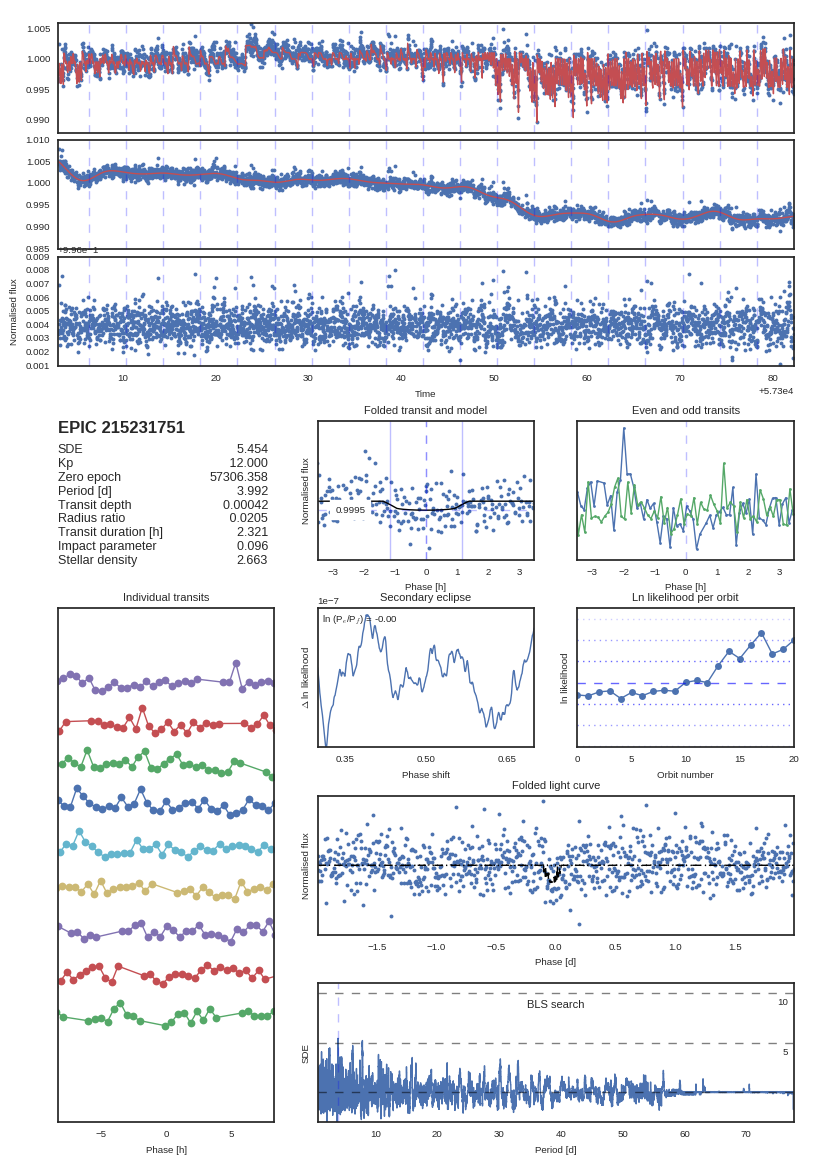 1.005
1.000
0.995
0.990
1.010
1.005
1.000
0.995
0.990
0.985
+9.96e−1
0.009
0.008
0.007
0.006
0.005
0.004
0.003
0.002
0.001
Normalised flux
10 20 30 40 50 60 70 80
Time
+5.73e4
EPIC 215231751
SDE 5.454
Kp 12.000
Zero epoch 57306.358
Period [d] 3.992
Transit depth 0.00042
Radius ratio 0.0205
Transit duration [h] 2.321
Impact parameter 0.096
Stellar density 2.663
Folded transit and model
Normalised flux
0.9995
−3 −2 −1 0 1 2 3
Phase [h]
Even and odd transits
−3 −2 −1 0 1 2 3
Phase [h]
Individual transits
−5 0 5
Phase [h]
Secondary eclipse
1e−7
Δ ln likelihood
0.35 0.50 0.65
Phase shift
Ln likelihood per orbit
ln likelihood
0 5 10 15 20
Orbit number
Folded light curve
Normalised flux
−1.5 −1.0 −0.5 0.0 0.5 1.0 1.5
Phase [d]
BLS search
10
5
SDE
10 20 30 40 50 60 70
Period [d]